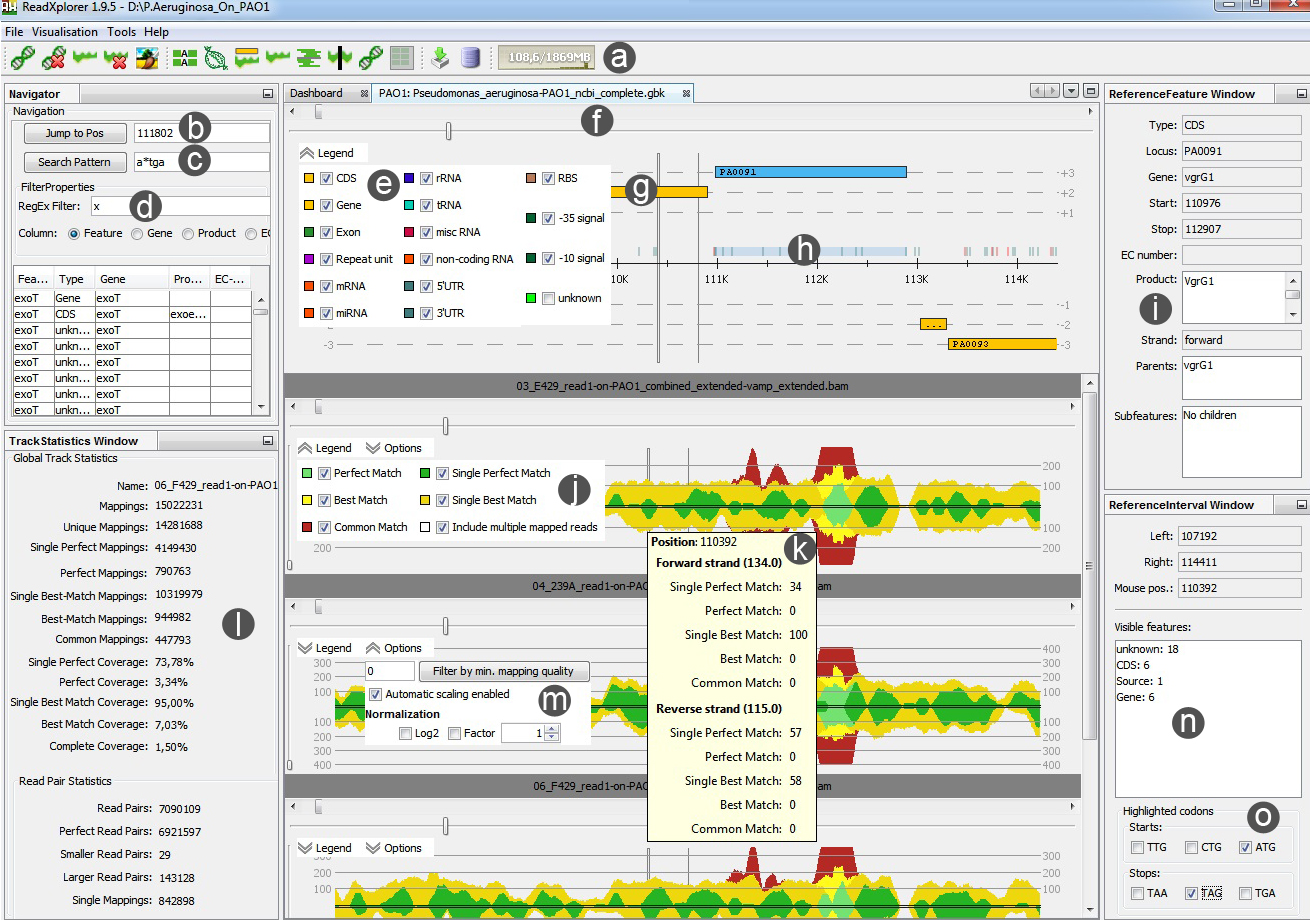 ReadXplorer 1.9.5 - D:\P.Aeruginosa_On_PAO1
File Visualisation Tools Help
108,6/1869MB a
Navigator
Navigation
Jump to Pos 111802 b
Search Pattern a*tga c
FilterProperties
RegEx Filter: x d
Column: Feature Gene Product EC
Fea... Type Gene Pro... EC-...
exoT Gene exoT
exoT CDS exoT exoe...
exoT unkn... exoT
exoT unkn... exoT
exoT unkn... exoT
exoT unkn... exoT
exoT unkn... exoT
exoT unkn... exoT
TrackStatistics Window
Global Track Statistics
Name: 06_F429_read1-on-PAO1
Mappings: 15022231
Unique Mappings: 14281688
Single Perfect Mappings: 4149430
Perfect Mappings: 790763
Single Best-Match Mappings: 10319979
Best-Match Mappings: 944982
Common Mappings: 447793
Single Perfect Coverage: 73,78%
Perfect Coverage: 3,34%
Single Best Match Coverage: 95,00%
Best Match Coverage: 7,03%
Complete Coverage: 1,50%
l
Read Pair Statistics
Read Pairs: 7090109
Perfect Read Pairs: 6921597
Smaller Read Pairs: 29
Larger Read Pairs: 143128
Single Mappings: 842898
Dashboard PAO1: Pseudomonas_aeruginosa-PAO1_ncbi_complete.gbk
f
Legend
CDS e rRNA RBS
Gene tRNA -35 signal
Exon misc RNA
Repeat unit non-coding RNA -10 signal
mRNA 5'UTR unknown
miRNA 3'UTR
g
PA0091
+3
+2
+1
h
10K 111K 112K 113K 114K
-1
... -2
-3 PA0093 -3
03_E429_read1-on-PAO1_combined_extended-vamp_extended.bam
Legend Options
Perfect Match Single Perfect Match
Best Match Single Best Match
Common Match Include multiple mapped reads
j
200
100
100
200 200
Position: 110392 k
Forward strand (134.0)
Single Perfect Match: 34
Perfect Match: 0
Single Best Match: 100
Best Match: 0
Common Match: 0
Reverse strand (115.0)
Single Perfect Match: 57
Perfect Match: 0
Single Best Match: 58
Best Match: 0
Common Match: 0
04_239A_read1-on-PAO am
Legend Options
0 Filter by min. mapping quality
Automatic scaling enabled
Normalization
Log2 Factor 1
m
300
200
100
100
200
300
400
400
300
200
100
100
200
300
400
06_F429_read1-on-PAO am
Legend Options
300 300
200 200
100 100
ReferenceFeature Window
Type: CDS
Locus: PA0091
Gene: vgrG1
Start: 110976
Stop: 112907
EC number:
Product: VgrG1
i
Strand: forward
Parents: vgrG1
Subfeatures: No children
ReferenceInterval Window
Left: 107192
Right: 114411
Mouse pos.: 110392
Visible features:
unknown: 18
CDS: 6
Source: 1
Gene: 6
n
Highlighted codons o
Starts:
TTG CTG ATG
Stops:
TAA TAG TGA